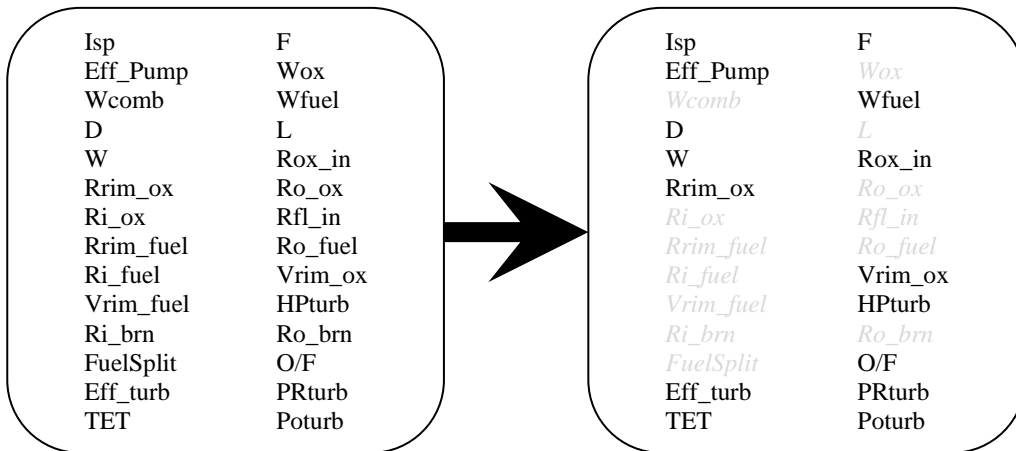 Isp F
Eff_Pump Wox
Wcomb Wfuel
D L
W Rox_in
Rrim_ox Ro_ox
Ri_ox Rfl_in
Rrim_fuel Ro_fuel
Ri_fuel Vrim_ox
Vrim_fuel HPturb
Ri_brn Ro_brn
FuelSplit O/F
Eff_turb PRturb
TET Poturb
Isp F
Eff_Pump Wox
Wcomb Wfuel
D L
W Rox_in
Rrim_ox Ro_ox
Ri_ox Rfl_in
Rrim_fuel Ro_fuel
Ri_fuel Vrim_ox
Vrim_fuel HPturb
Ri_brn Ro_brn
FuelSplit O/F
Eff_turb PRturb
TET Poturb